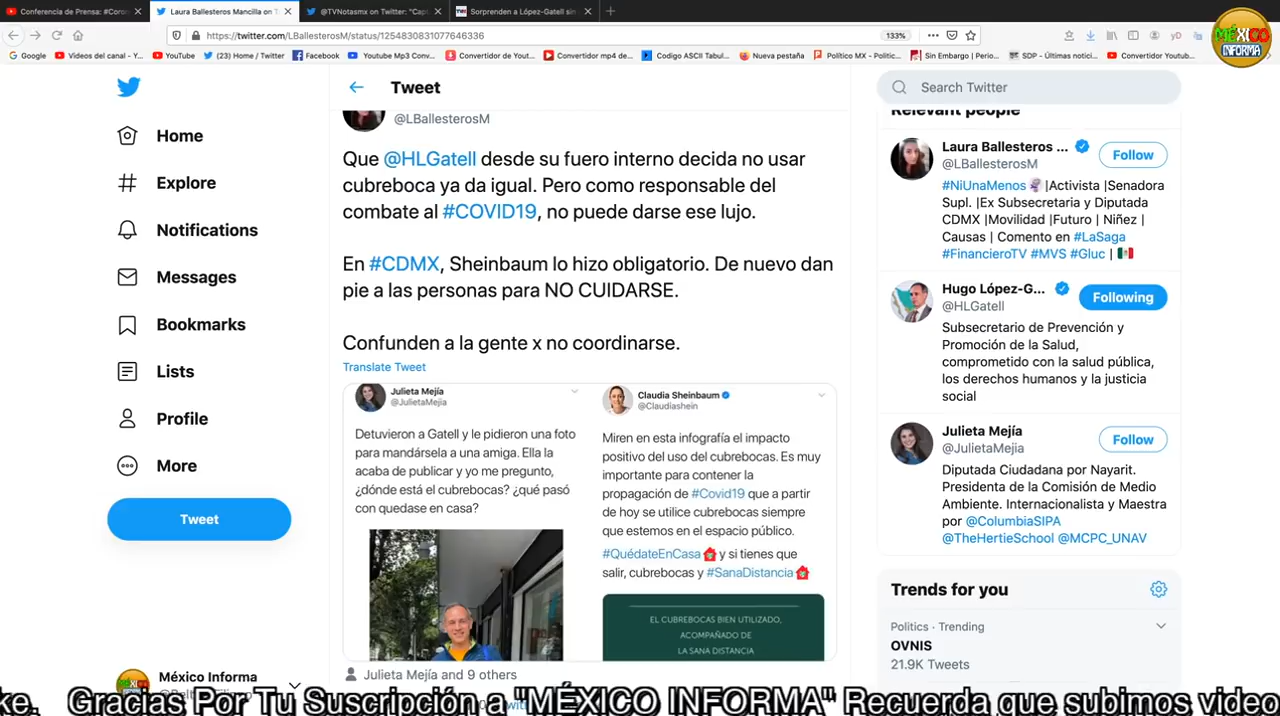 Conferencia de Prensa: #Coron
Laura Ballesteros Mancilla on T
@TVNotasmx on Twitter: "Capt
Sorprenden a López-Gatell sin
https://twitter.com/LBallesterosM/status/1254830831077646336
133%
Google
Videos del canal - Y...
YouTube
(23) Home / Twitter
Facebook
Youtube Mp3 Conv...
Convertidor de Yout...
Convertidor mp4 de...
Codigo ASCII Tabul...
Nueva pestaña
Político MX - Politic...
Sin Embargo | Perio...
SDP - Últimas notici...
Convertidor Youtub...
MÉXICO
INFORMA
Home
Explore
Notifications
Messages
Bookmarks
Lists
Profile
More
Tweet
México Informa
Tweet
@LBallesterosM
Que @HLGatell desde su fuero interno decida no usar
cubreboca ya da igual. Pero como responsable del
combate al #COVID19, no puede darse ese lujo.
En #CDMX, Sheinbaum lo hizo obligatorio. De nuevo dan
pie a las personas para NO CUIDARSE.
Confunden a la gente x no coordinarse.
Translate Tweet
Julieta Mejía
@JulietaMejia
Detuvieron a Gatell y le pidieron una foto
para mandársela a una amiga. Ella la
acaba de publicar y yo me pregunto,
¿dónde está el cubrebocas? ¿qué pasó
con quedase en casa?
Claudia Sheinbaum
@Claudiashein
Miren en esta infografía el impacto
positivo del uso del cubrebocas. Es muy
importante para contener la
propagación de #Covid19 que a partir
de hoy se utilice cubrebocas siempre
que estemos en el espacio público.
#QuédateEnCasa y si tienes que
salir, cubrebocas y #SanaDistancia
EL CUBREBOCAS BIEN UTILIZADO,
ACOMPAÑADO DE
LA SANA DISTANCIA
Julieta Mejía and 9 others
Search Twitter
Relevant people
Laura Ballesteros ...
@LBallesterosM
Follow
#NiUnaMenos |Activista |Senadora
Supl. |Ex Subsecretaria y Diputada
CDMX |Movilidad |Futuro | Niñez |
Causas | Comento en #LaSaga
#FinancieroTV #MVS #Gluc |
Hugo López-G...
@HLGatell
Following
Subsecretario de Prevención y
Promoción de la Salud,
comprometido con la salud pública,
los derechos humanos y la justicia
social
Julieta Mejía
@JulietaMejia
Follow
Diputada Ciudadana por Nayarit.
Presidenta de la Comisión de Medio
Ambiente. Internacionalista y Maestra
por @ColumbiaSIPA
@TheHertieSchool @MCPC_UNAV
Trends for you
Politics · Trending
OVNIS
21.9K Tweets
ke. Gracias Por Tu Suscripción a "MÉXICO INFORMA" Recuerda que subimos video